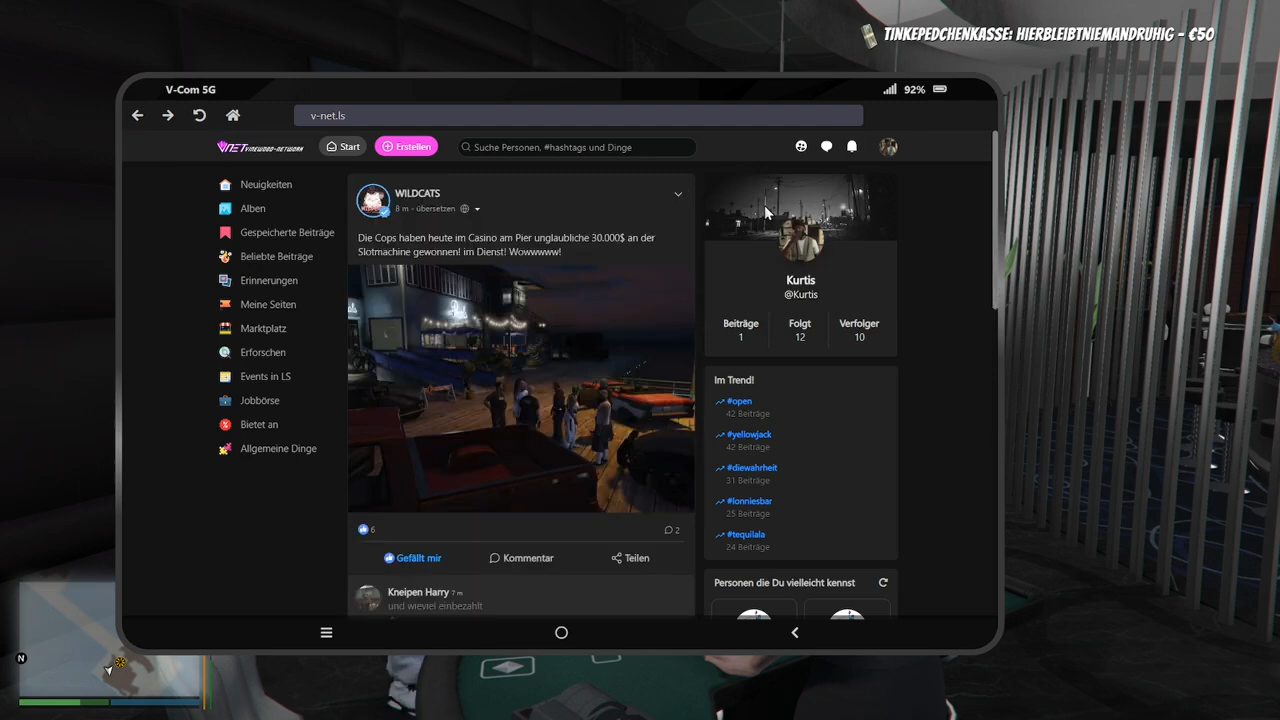 TINKEPEDCHENKASSE: HIERBLEIBTNIEMANDRUHIG - €50
V-Com 5G
92%
v-net.ls
VNET VINEWOOD-NETWORK
Start
Erstellen
Suche Personen, #hashtags und Dinge
Neuigkeiten
Alben
Gespeicherte Beiträge
Beliebte Beiträge
Erinnerungen
Meine Seiten
Marktplatz
Erforschen
Events in LS
Jobbörse
Bietet an
Allgemeine Dinge
WILDCATS
8 m - übersetzen
Die Cops haben heute im Casino am Pier unglaubliche 30.000$ an der
Slotmachine gewonnen! im Dienst! Wowwwww!
6
2
Gefällt mir
Kommentar
Teilen
Kneipen Harry 7 m
und wieviel einbezahlt
Kurtis
@Kurtis
Beiträge Folgt Verfolger
1 12 10
Im Trend!
#open
42 Beiträge
#yellowjack
42 Beiträge
#diewahrheit
31 Beiträge
#lonniesbar
25 Beiträge
#tequilala
24 Beiträge
Personen die Du vielleicht kennst
N